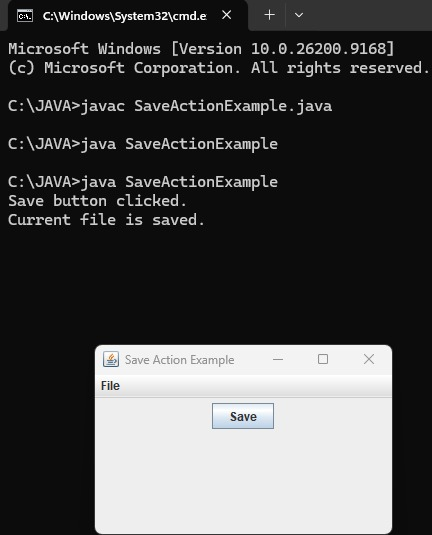 C:\Windows\System32\cmd.e
Microsoft Windows [Version 10.0.26200.9168]
(c) Microsoft Corporation. All rights reserved.
C:\JAVA>javac SaveActionExample.java
C:\JAVA>java SaveActionExample
C:\JAVA>java SaveActionExample
Save button clicked.
Current file is saved.
Save Action Example
File
Save